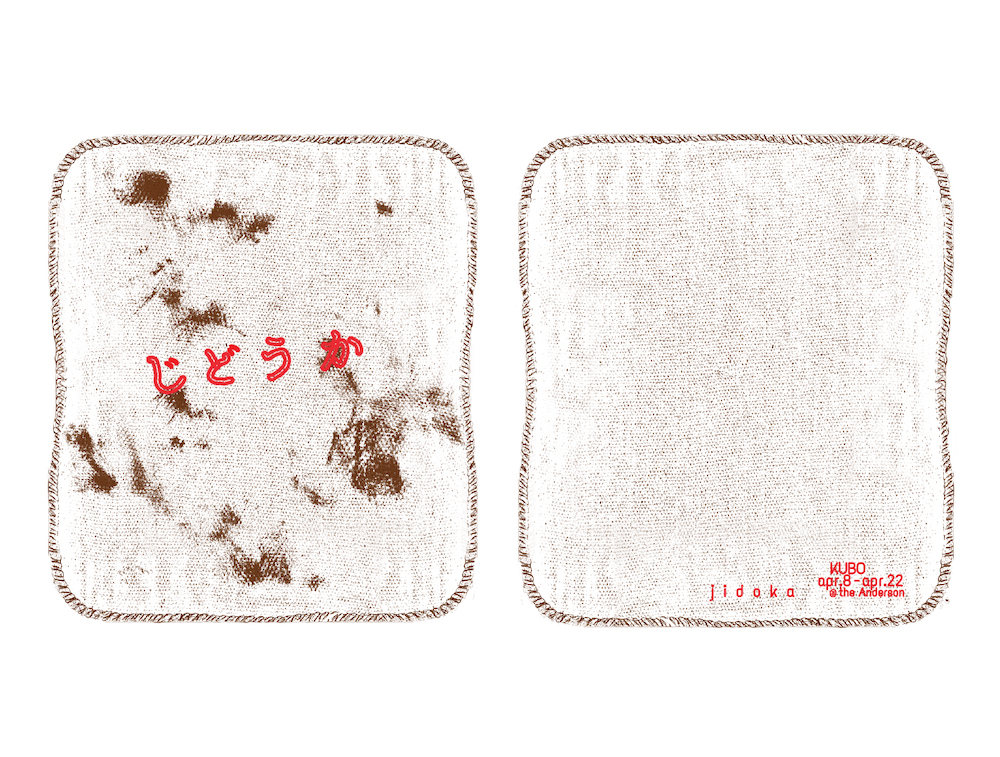 じどうか
KUBO
apr.8-apr.22
@the Anderson
jidoka